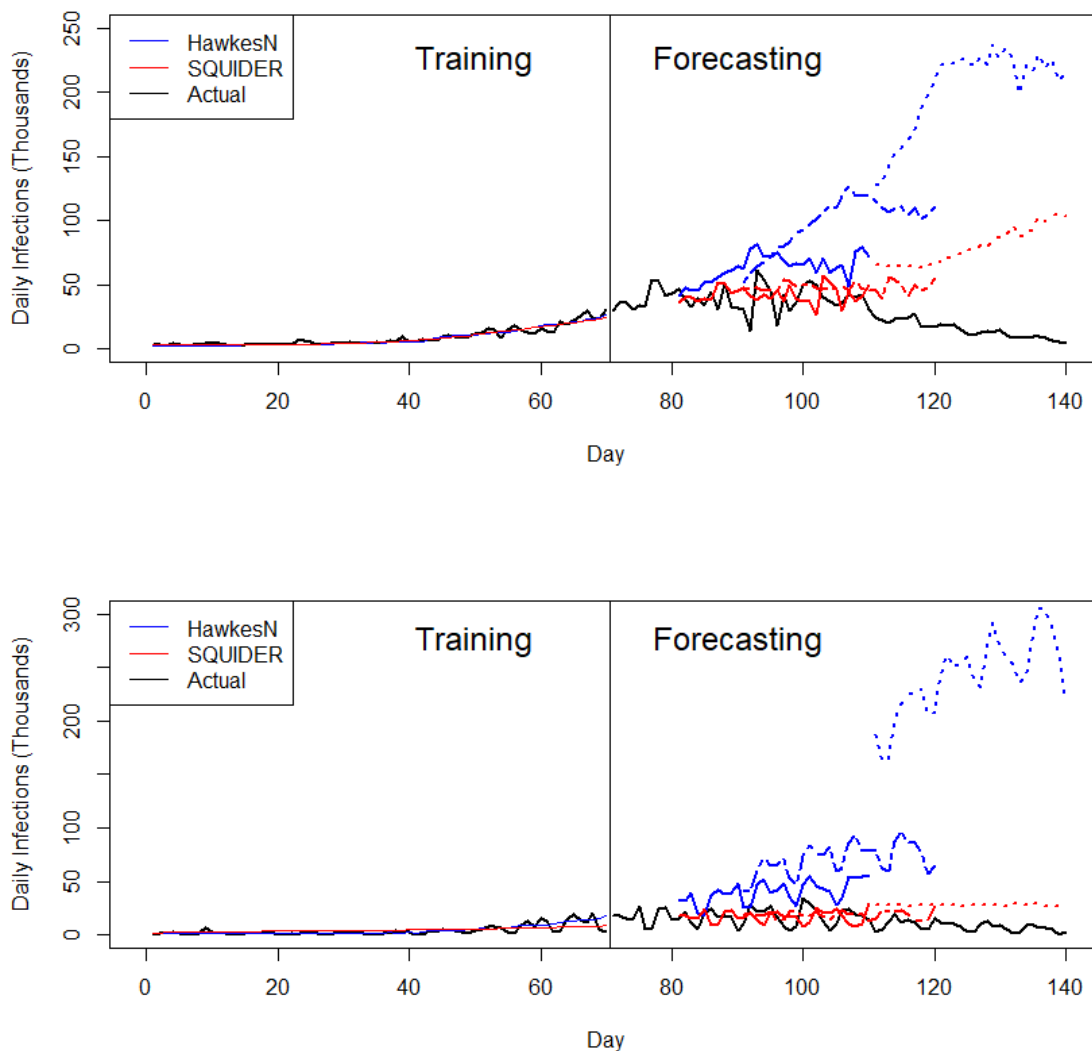 HawkesN
SQUIDER
Actual
Training
Forecasting
Daily Infections (Thousands)
250
200
150
100
50
0
0
20
40
60
80
100
120
140
Day
HawkesN
SQUIDER
Actual
Training
Forecasting
Daily Infections (Thousands)
300
200
100
50
0
0
20
40
60
80
100
120
140
Day